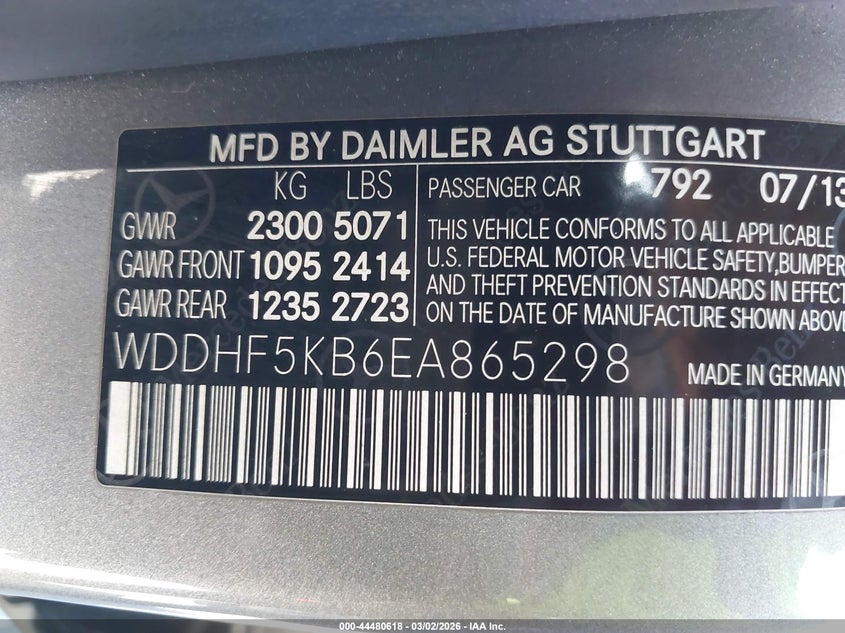 MFD BY DAIMLER AG STUTTGART
KG LBS
GVWR 2300 5071
GAWR FRONT 1095 2414
GAWR REAR 1235 2723
PASSENGER CAR 792 07/13
THIS VEHICLE CONFORMS TO ALL APPLICABLE
U.S. FEDERAL MOTOR VEHICLE SAFETY,BUMPER
AND THEFT PREVENTION STANDARDS IN EFFECT
ON THE DATE OF MANUFACTURE SHOWN ABOVE
WDDHF5KB6EA865298
MADE IN GERMANY
000-44480618 - 03/02/2026 - IAA Inc.